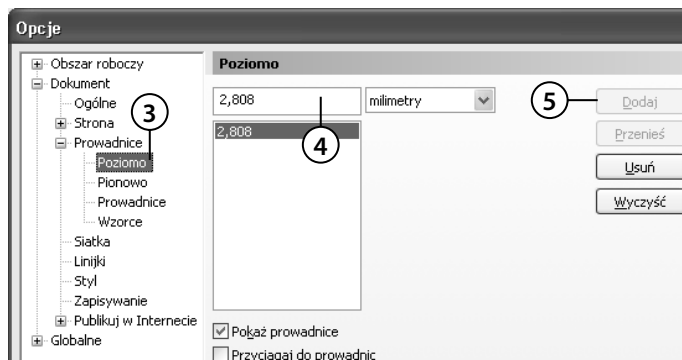 Opcje
Obszar roboczy
Dokument
Ogólne
Strona
Prowadnice
Poziomo
Pionowo
Prowadnice
Wzorce
Siatka
Linijki
Styl
Zapisywanie
Publikuj w Internecie
Globalne
3
Poziomo
2,808
milimetry
2,808
4
5
Dodaj
Przenieś
Usuń
Wyczyść
Pokaż prowadnice
Przyciągaj do prowadnic